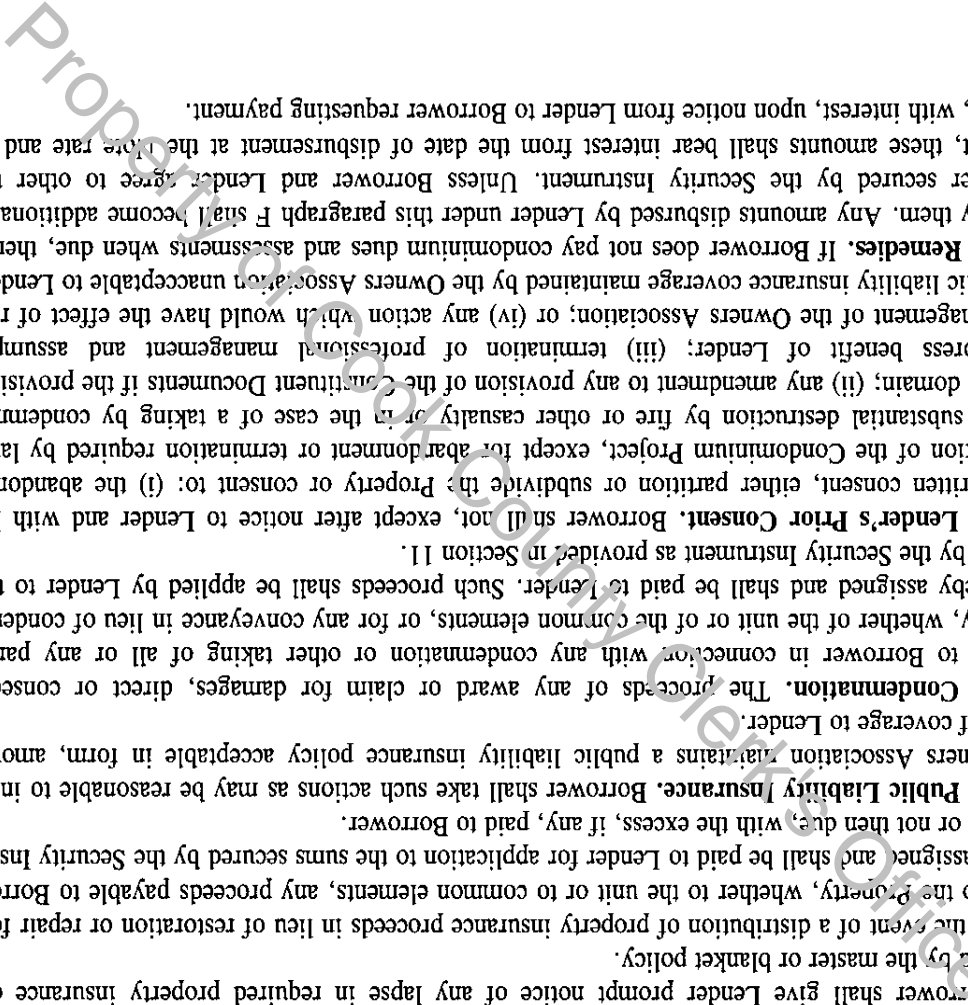 rrower shall give Lender prompt notice of any lapse in required property insurance c
d by the master or blanket policy.
the event of a distribution of property insurance proceeds in lieu of restoration or repair fo
o the Property, whether to the unit or to common elements, any proceeds payable to Borro
assigned and shall be paid to Lender for application to the sums secured by the Security Ins
or not then due, with the excess, if any, paid to Borrower.
Public Liability Insurance. Borrower shall take such actions as may be reasonable to in
ners Association maintains a public liability insurance policy acceptable in form, amo
f coverage to Lender.
Condemnation. The proceeds of any award or claim for damages, direct or conseq
to Borrower in connection with any condemnation or other taking of all or any par
y, whether of the unit or of the common elements, or for any conveyance in lieu of conde
eby assigned and shall be paid to Lender. Such proceeds shall be applied by Lender to t
by the Security Instrument as provided in Section 11.
Lender's Prior Consent. Borrower shall not, except after notice to Lender and with
ritten consent, either partition or subdivide the Property or consent to: (i) the abandon
tion of the Condominium Project, except for abandonment or termination required by la
substantial destruction by fire or other casualty or in the case of a taking by condemn
domain; (ii) any amendment to any provision of the Constituent Documents if the provisi
press benefit of Lender; (iii) termination of professional management and assump
nagement of the Owners Association; or (iv) any action which would have the effect of r
lic liability insurance coverage maintained by the Owners Association unacceptable to Lende
Remedies. If Borrower does not pay condominium dues and assessments when due, then
y them. Any amounts disbursed by Lender under this paragraph F shall become additiona
er secured by the Security Instrument. Unless Borrower and Lender agree to other t
t, these amounts shall bear interest from the date of disbursement at the Note rate and
, with interest, upon notice from Lender to Borrower requesting payment.
Property of Cook County Clerk's Office